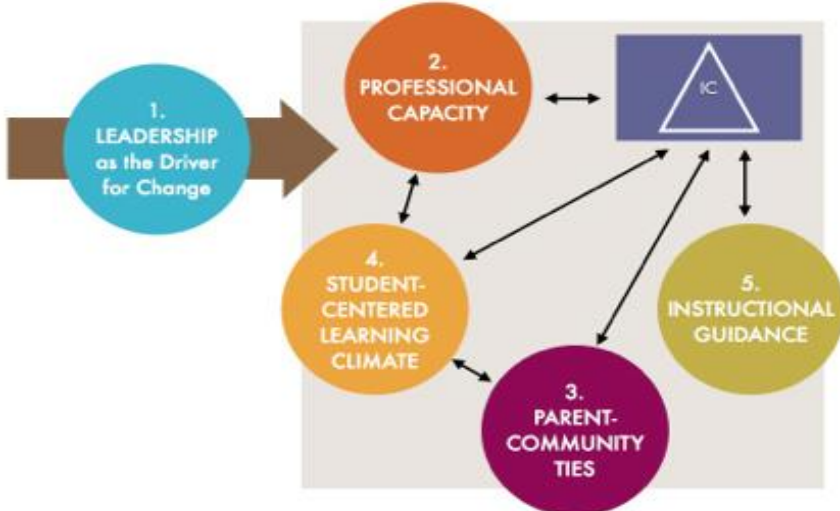 1.
LEADERSHIP
as the Driver
for Change
2.
PROFESSIONAL
CAPACITY
IC
4.
STUDENT-
CENTERED
LEARNING
CLIMATE
5.
INSTRUCTIONAL
GUIDANCE
3.
PARENT-
COMMUNITY
TIES